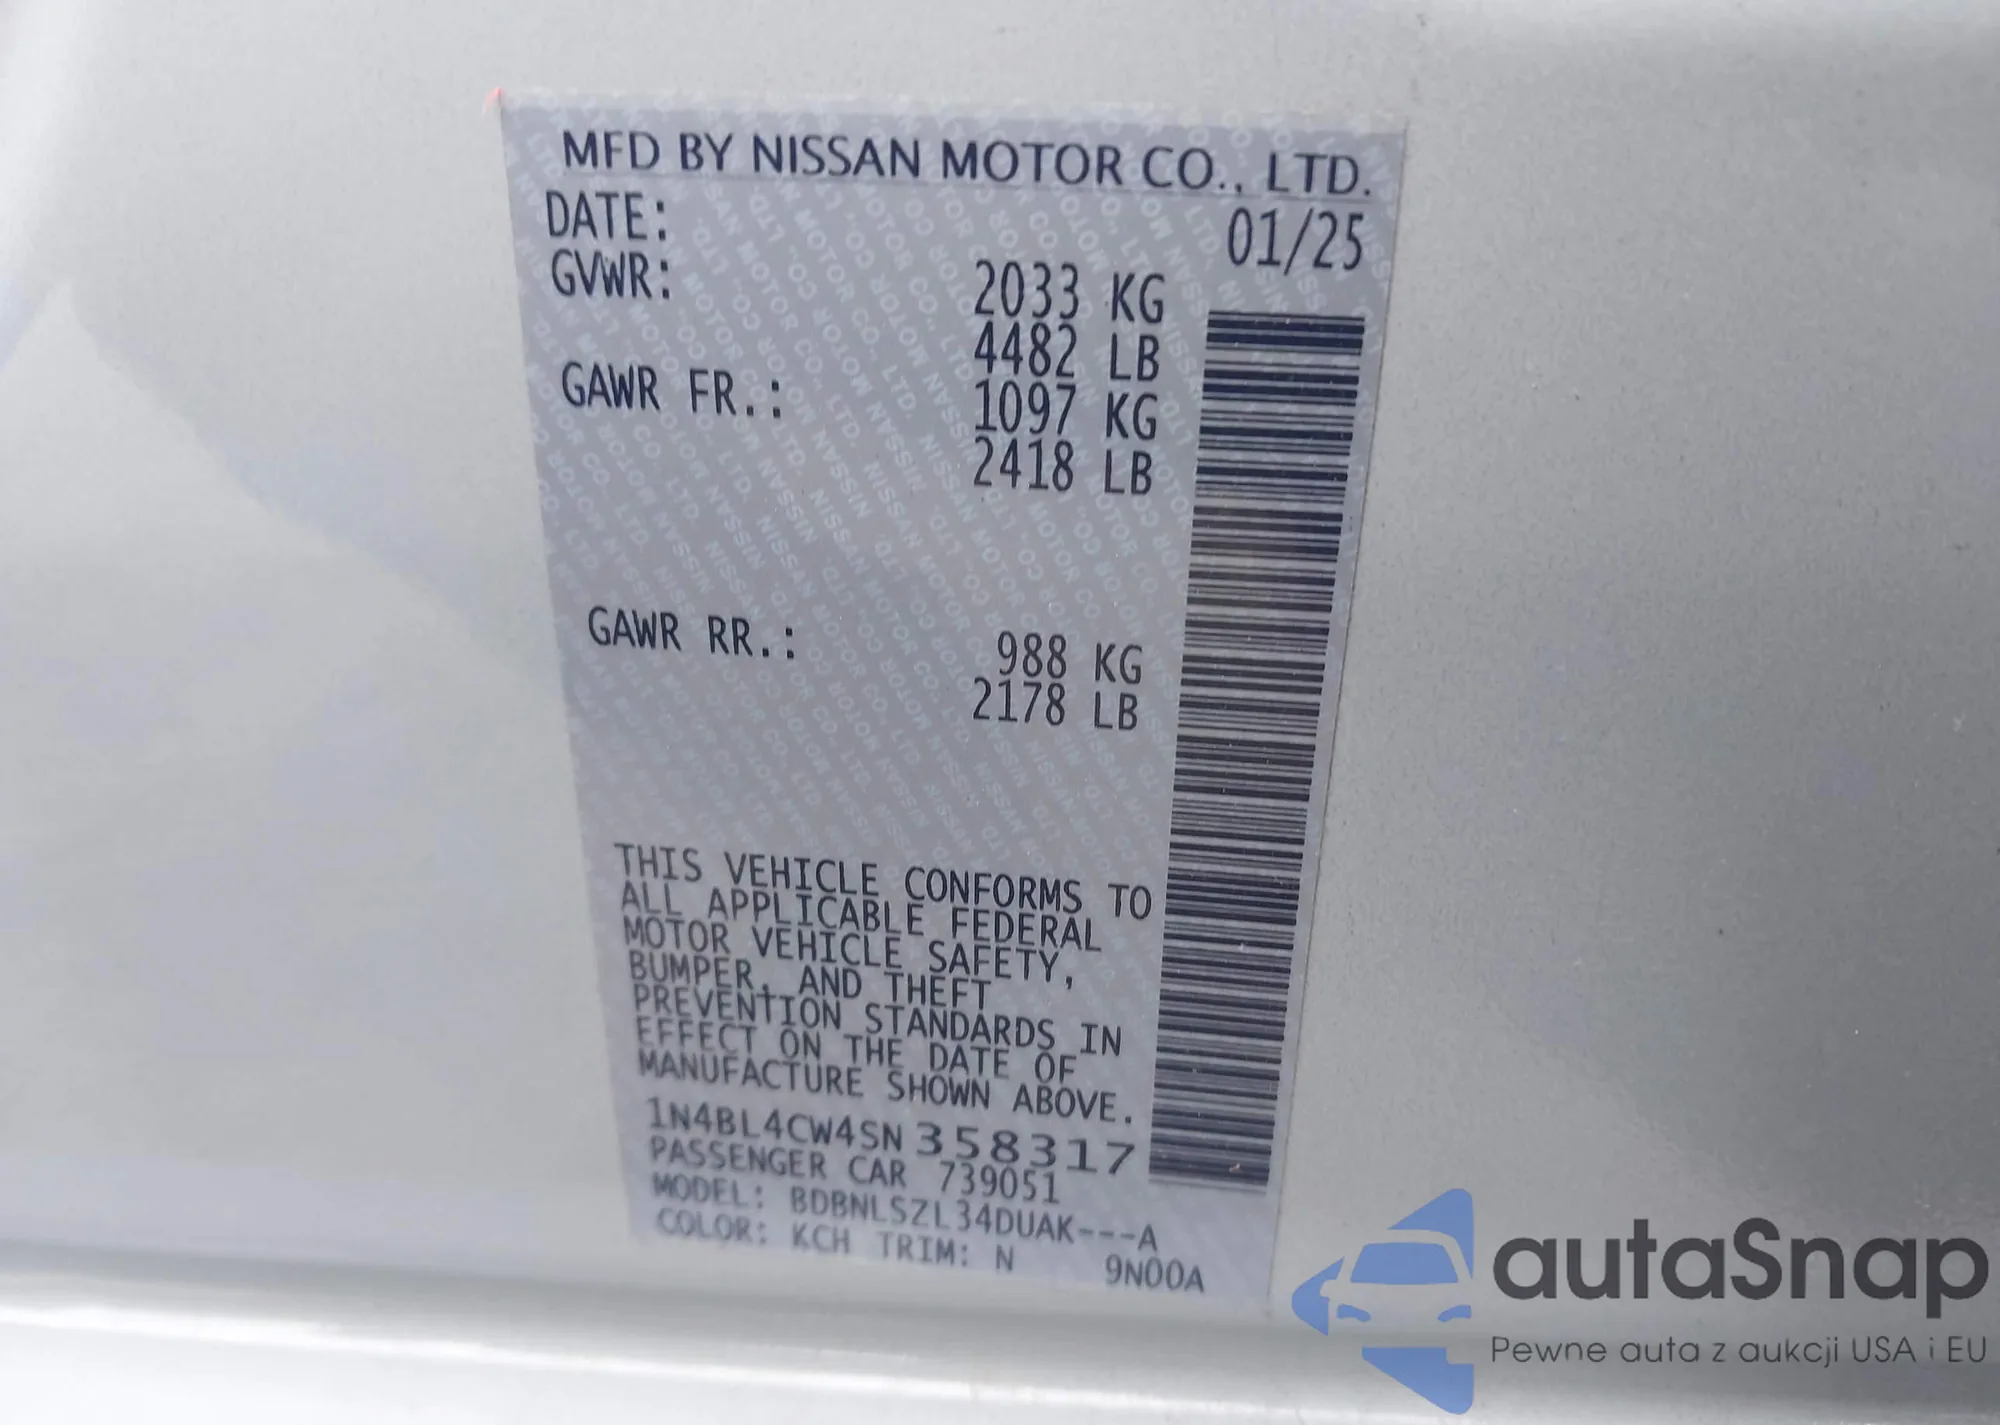 MFD BY NISSAN MOTOR CO., LTD.
DATE: 01/25
GVWR: 2033 KG
4482 LB
GAWR FR.: 1097 KG
2418 LB
GAWR RR.: 988 KG
2178 LB
THIS VEHICLE CONFORMS TO
ALL APPLICABLE FEDERAL
MOTOR VEHICLE SAFETY,
BUMPER, AND THEFT
PREVENTION STANDARDS IN
EFFECT ON THE DATE OF
MANUFACTURE SHOWN ABOVE.
1N4BL4CW4SN358317
PASSENGER CAR 739051
MODEL: BDBNLSZL34DUAK---A
COLOR: KCH TRIM: N 9N00A
autaSnap
Pewne auta z aukcji USA i EU